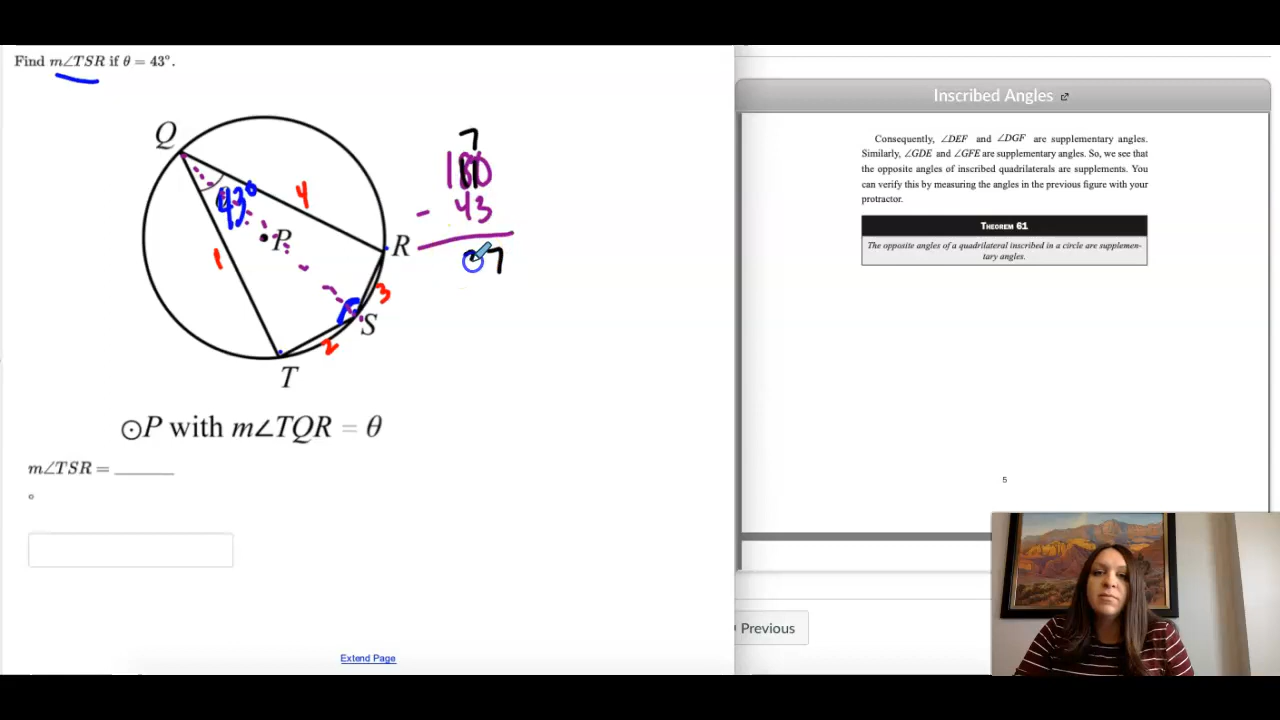 Find m∠TSR if θ = 43°.
Q
43°
4
P
R
1
3
S
2
T
7
180
- 43
7
⊙P with m∠TQR = θ
m∠TSR = ______
°
Extend Page
Inscribed Angles
Consequently, ∠DEF and ∠DGF are supplementary angles.
Similarly, ∠GDE and ∠GFE are supplementary angles. So, we see that
the opposite angles of inscribed quadrilaterals are supplements. You
can verify this by measuring the angles in the previous figure with your
protractor.
THEOREM 61
The opposite angles of a quadrilateral inscribed in a circle are supplemen-
tary angles.
5
Previous